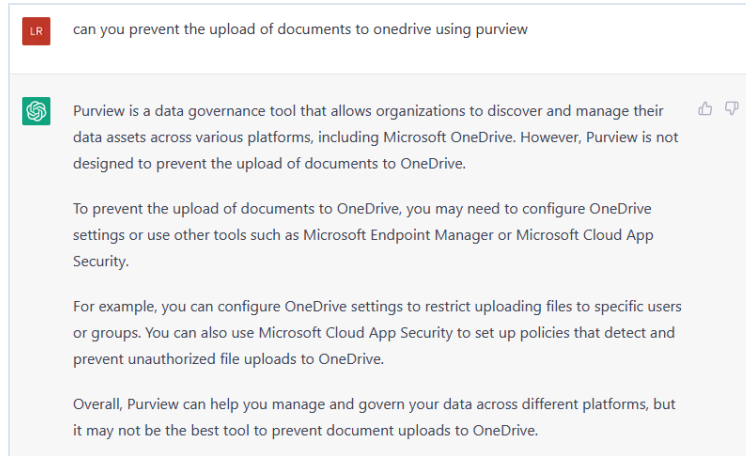 LR
can you prevent the upload of documents to onedrive using purview
Purview is a data governance tool that allows organizations to discover and manage their
data assets across various platforms, including Microsoft OneDrive. However, Purview is not
designed to prevent the upload of documents to OneDrive.
To prevent the upload of documents to OneDrive, you may need to configure OneDrive
settings or use other tools such as Microsoft Endpoint Manager or Microsoft Cloud App
Security.
For example, you can configure OneDrive settings to restrict uploading files to specific users
or groups. You can also use Microsoft Cloud App Security to set up policies that detect and
prevent unauthorized file uploads to OneDrive.
Overall, Purview can help you manage and govern your data across different platforms, but
it may not be the best tool to prevent document uploads to OneDrive.